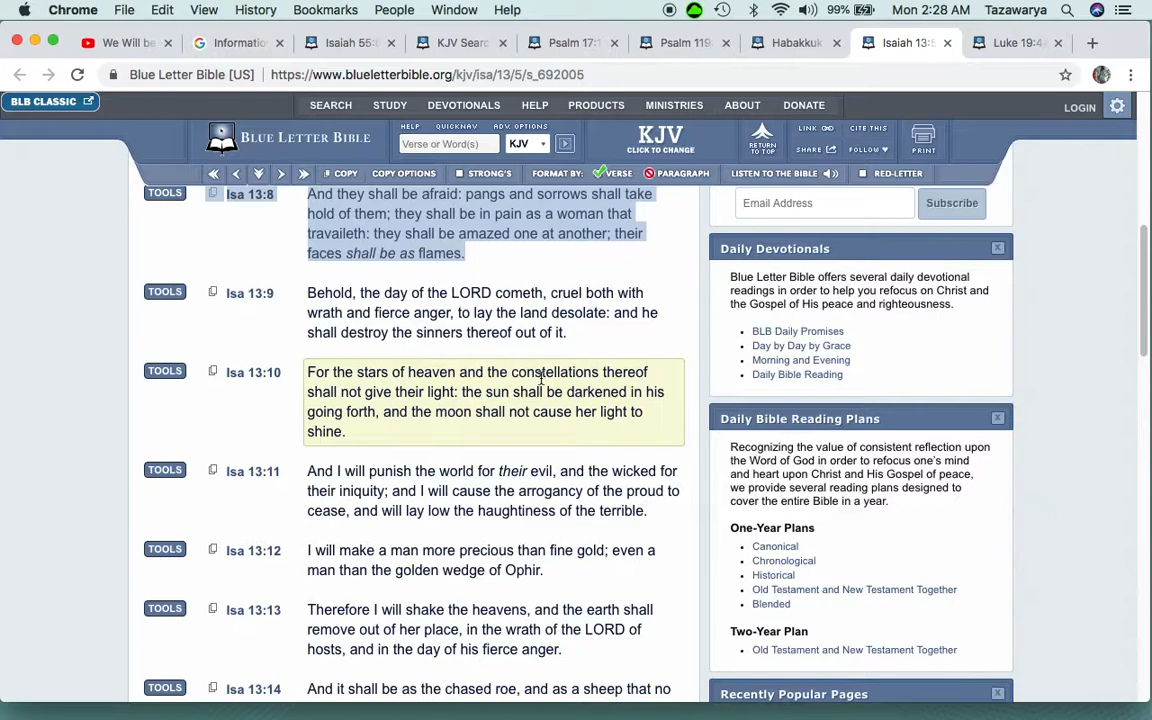 Chrome File Edit View History Bookmarks People Window Help 99% Mon 2:28 AM Tazawarya
We Will be Informatio Isaiah 55: KJV Sear Psalm 17:1 Psalm 119 Habakkuk Isaiah 13:5 Luke 19:4
Blue Letter Bible [US] https://www.blueletterbible.org/kjv/isa/13/5/s_692005
BLB CLASSIC
SEARCH STUDY DEVOTIONALS HELP PRODUCTS MINISTRIES ABOUT DONATE LOGIN
BLUE LETTER BIBLE
HELP QUICKNAV ADV. OPTIONS
Verse or Word(s) KJV
KJV
CLICK TO CHANGE
RETURN
TO TOP
LINK CITE THIS
SHARE FOLLOW
PRINT
COPY COPY OPTIONS STRONG'S FORMAT BY: VERSE PARAGRAPH LISTEN TO THE BIBLE RED-LETTER
TOOLS Isa 13:8 And they shall be afraid: pangs and sorrows shall take
hold of them; they shall be in pain as a woman that
travaileth: they shall be amazed one at another; their
faces shall be as flames.
TOOLS Isa 13:9 Behold, the day of the LORD cometh, cruel both with
wrath and fierce anger, to lay the land desolate: and he
shall destroy the sinners thereof out of it.
TOOLS Isa 13:10 For the stars of heaven and the constellations thereof
shall not give their light: the sun shall be darkened in his
going forth, and the moon shall not cause her light to
shine.
TOOLS Isa 13:11 And I will punish the world for their evil, and the wicked for
their iniquity; and I will cause the arrogancy of the proud to
cease, and will lay low the haughtiness of the terrible.
TOOLS Isa 13:12 I will make a man more precious than fine gold; even a
man than the golden wedge of Ophir.
TOOLS Isa 13:13 Therefore I will shake the heavens, and the earth shall
remove out of her place, in the wrath of the LORD of
hosts, and in the day of his fierce anger.
TOOLS Isa 13:14 And it shall be as the chased roe, and as a sheep that no
Email Address Subscribe
Daily Devotionals
Blue Letter Bible offers several daily devotional
readings in order to help you refocus on Christ and
the Gospel of His peace and righteousness.
• BLB Daily Promises
• Day by Day by Grace
• Morning and Evening
• Daily Bible Reading
Daily Bible Reading Plans
Recognizing the value of consistent reflection upon
the Word of God in order to refocus one's mind
and heart upon Christ and His Gospel of peace,
we provide several reading plans designed to
cover the entire Bible in a year.
One-Year Plans
• Canonical
• Chronological
• Historical
• Old Testament and New Testament Together
• Blended
Two-Year Plan
• Old Testament and New Testament Together
Recently Popular Pages